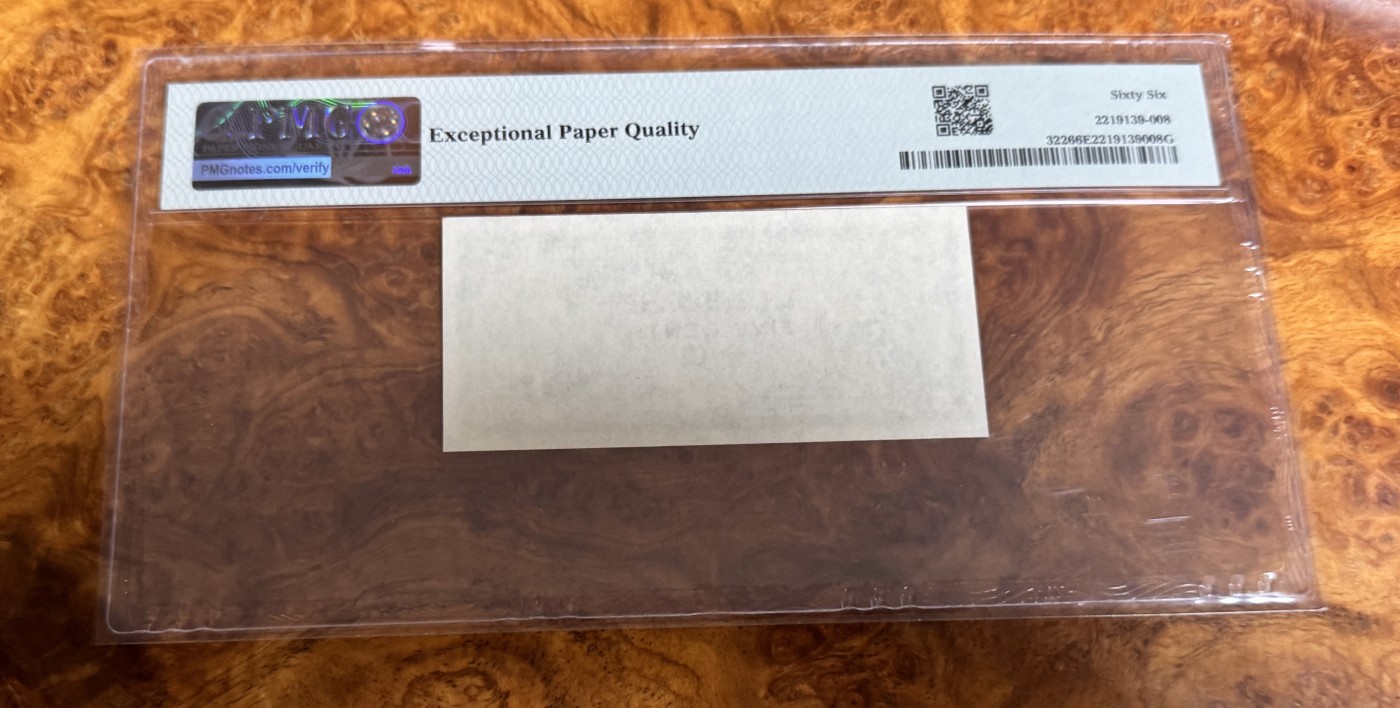 PMG
PMGnotes.com/verify
Exceptional Paper Quality
Sixty Six
2219139-008
32266E2219139008G